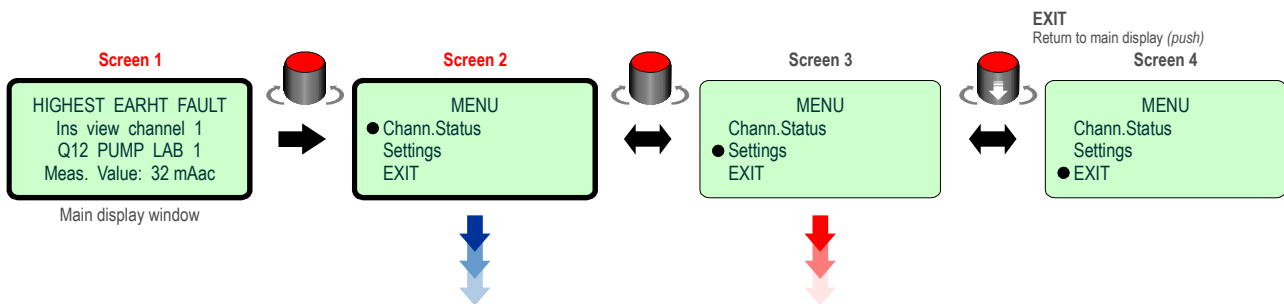 EXIT
Return to main display (push)
Screen 1
Screen 2
Screen 3
Screen 4
HIGHEST EARHT FAULT
Ins view channel 1
Q12 PUMP LAB 1
Meas. Value: 32 mAac
Main display window
MENU
Chann.Status
Settings
EXIT
MENU
Chann.Status
Settings
EXIT
MENU
Chann.Status
Settings
EXIT